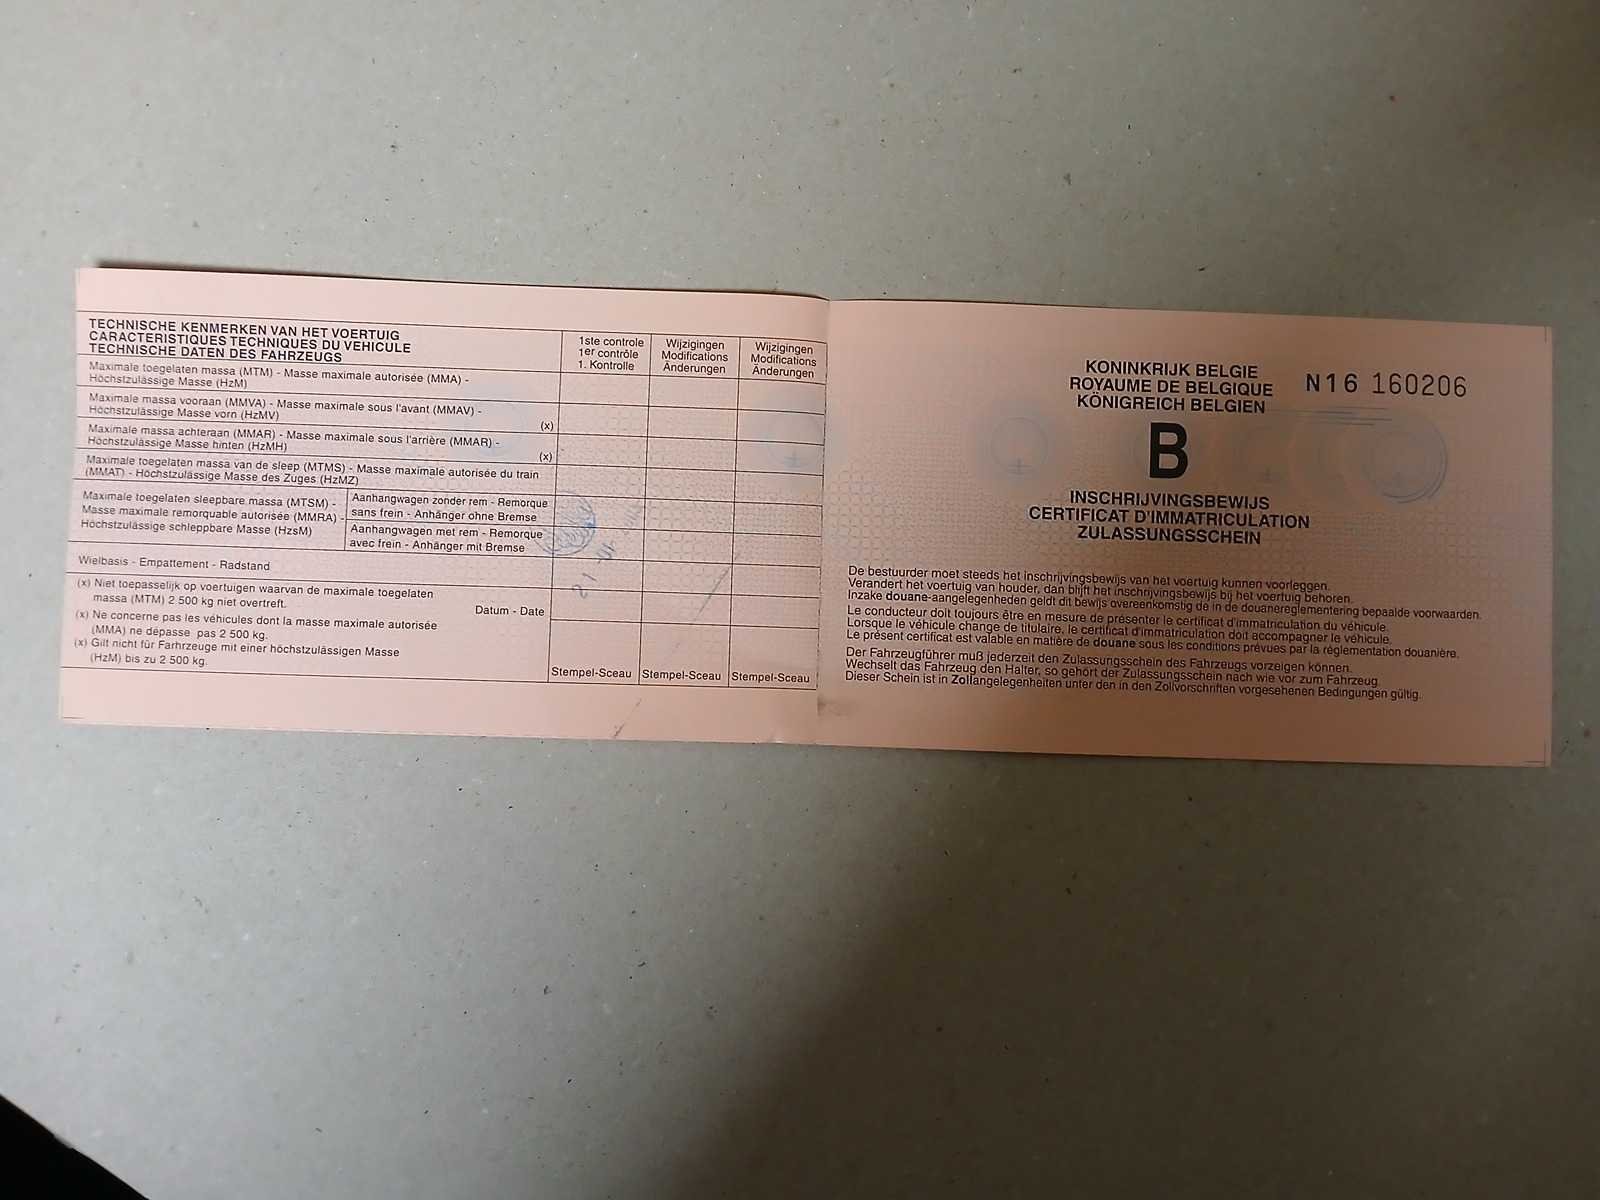 TECHNISCHE KENMERKEN VAN HET VOERTUIG
CARACTERISTIQUES TECHNIQUES DU VEHICULE
TECHNISCHE DATEN DES FAHRZEUGS
1ste controle
1er contrôle
1. Kontrolle
Wijzigingen
Modifications
Änderungen
Wijzigingen
Modifications
Änderungen
Maximale toegelaten massa (MTM) - Masse maximale autorisée (MMA) -
Höchstzulässige Masse (HzM)
Maximale massa vooraan (MMVA) - Masse maximale sous l'avant (MMAV) -
Höchstzulässige Masse vorn (HzMV) (x)
Maximale massa achteraan (MMAR) - Masse maximale sous l'arrière (MMAR) -
Höchstzulässige Masse hinten (HzMH) (x)
Maximale toegelaten massa van de sleep (MTMS) - Masse maximale autorisée du train
(MMAT) - Höchstzulässige Masse des Zuges (HzMZ)
Maximale toegelaten sleepbare massa (MTSM) -
Masse maximale remorquable autorisée (MMRA) -
Höchstzulässige schleppbare Masse (HzsM)
Aanhangwagen zonder rem - Remorque
sans frein - Anhänger ohne Bremse
Aanhangwagen met rem - Remorque
avec frein - Anhänger mit Bremse
Wielbasis - Empattement - Radstand
(x) Niet toepasselijk op voertuigen waarvan de maximale toegelaten
massa (MTM) 2 500 kg niet overtreft.
(x) Ne concerne pas les véhicules dont la masse maximale autorisée
(MMA) ne dépasse pas 2 500 kg.
(x) Gilt nicht für Farhrzeuge mit einer höchstzulässigen Masse
(HzM) bis zu 2 500 kg.
Datum - Date
Stempel-Sceau Stempel-Sceau Stempel-Sceau
KONINKRIJK BELGIE
ROYAUME DE BELGIQUE
KÖNIGREICH BELGIEN
N16 160206
B
INSCHRIJVINGSBEWIJS
CERTIFICAT D'IMMATRICULATION
ZULASSUNGSSCHEIN
De bestuurder moet steeds het inschrijvingsbewijs van het voertuig kunnen voorleggen.
Verandert het voertuig van houder, dan blijft het inschrijvingsbewijs bij het voertuig behoren.
Inzake douane-aangelegenheden geldt dit bewijs overeenkomstig de in de douanereglementering bepaalde voorwaarden.
Le conducteur doit toujours être en mesure de présenter le certificat d'immatriculation du véhicule.
Lorsque le véhicule change de titulaire, le certificat d'immatriculation doit accompagner le véhicule.
Le présent certificat est valable en matière de douane sous les conditions prévues par la réglementation douanière.
Der Fahrzeugführer muß jederzeit den Zulassungsschein des Fahrzeugs vorzeigen können.
Wechselt das Fahrzeug den Halter, so gehört der Zulassungsschein nach wie vor zum Fahrzeug.
Dieser Schein ist in Zollangelegenheiten unter den in den Zollvorschriften vorgesehenen Bedingungen gültig.